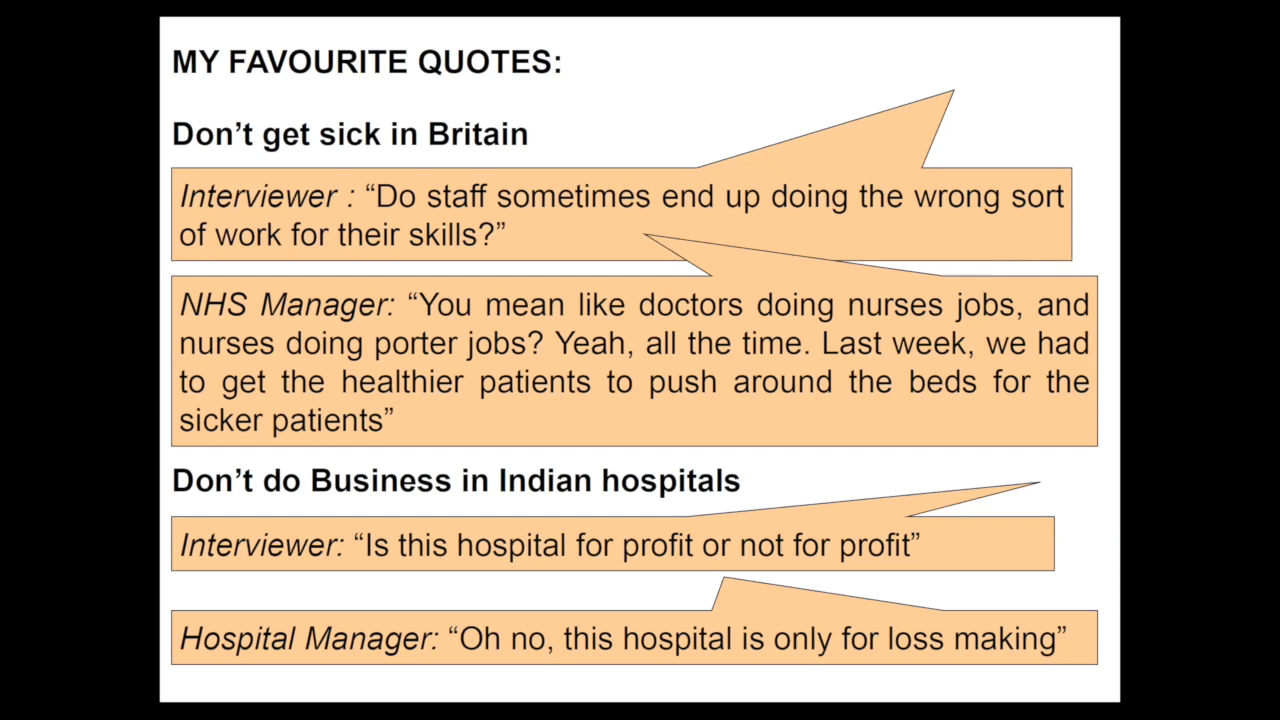 MY FAVOURITE QUOTES:
Don’t get sick in Britain
Interviewer : “Do staff sometimes end up doing the wrong sort
of work for their skills?”
NHS Manager: “You mean like doctors doing nurses jobs, and
nurses doing porter jobs? Yeah, all the time. Last week, we had
to get the healthier patients to push around the beds for the
sicker patients”
Don’t do Business in Indian hospitals
Interviewer: “Is this hospital for profit or not for profit”
Hospital Manager: “Oh no, this hospital is only for loss making”